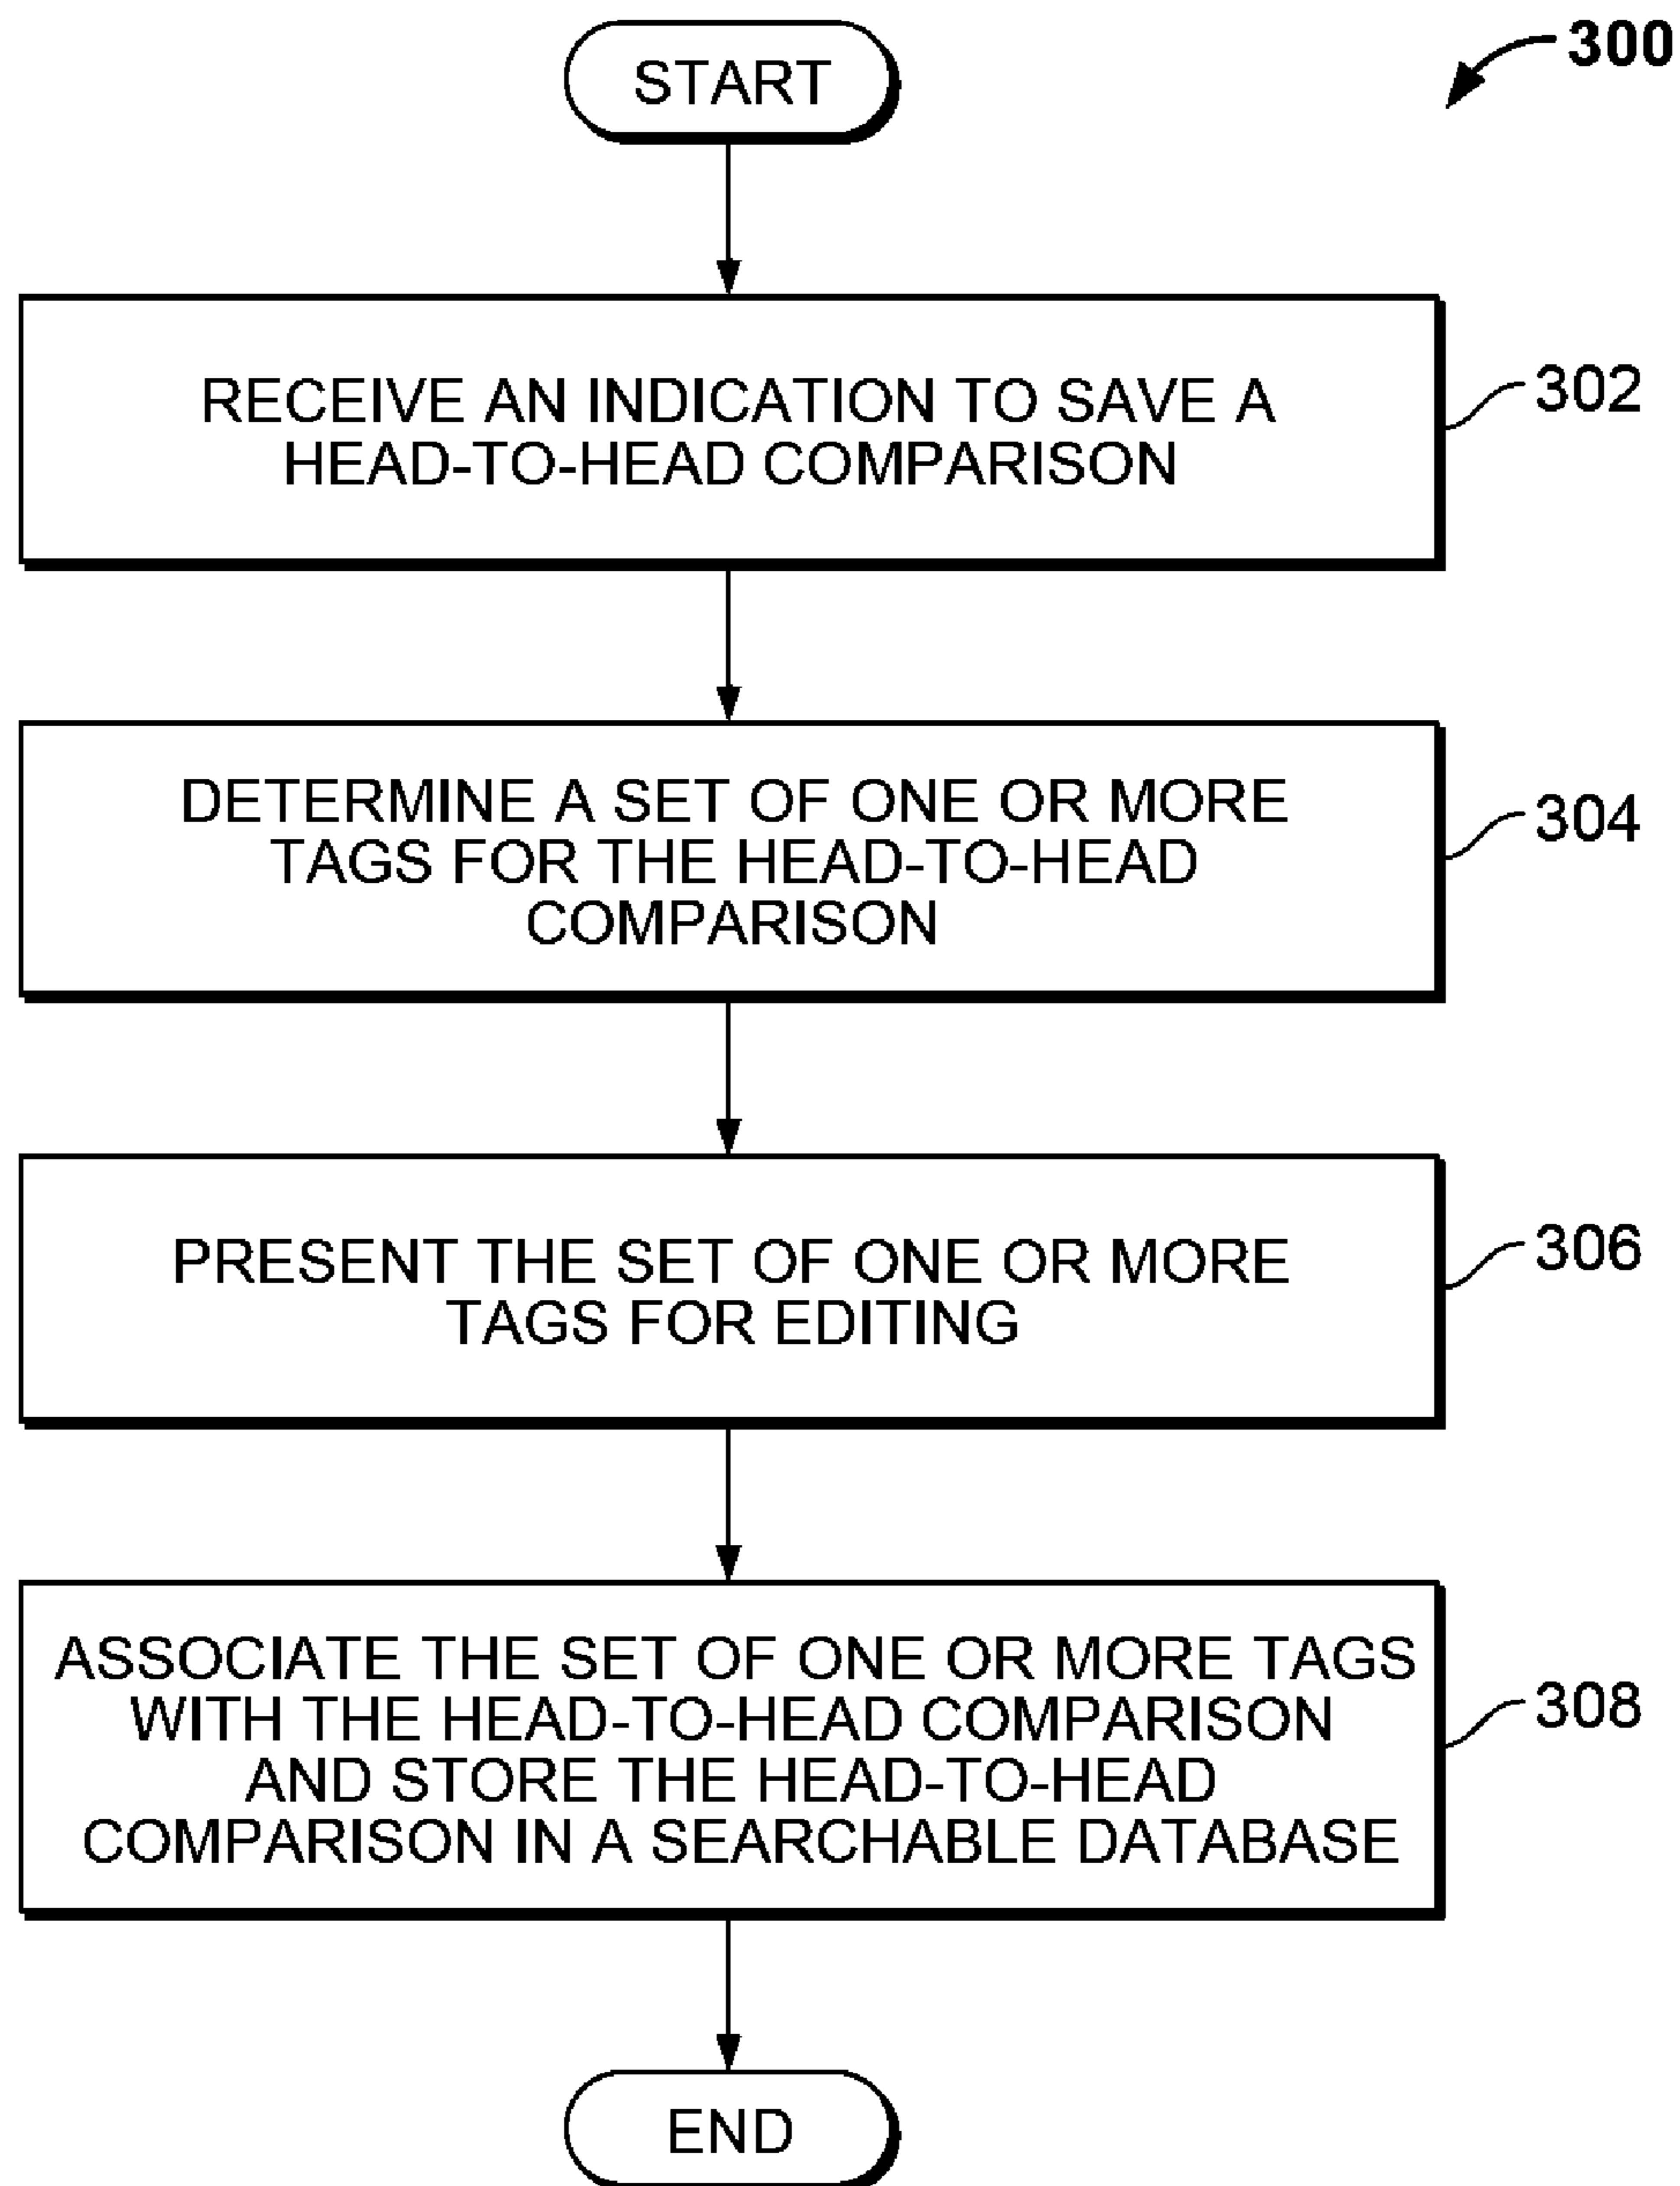 START
300
RECEIVE AN INDICATION TO SAVE A
HEAD-TO-HEAD COMPARISON
302
DETERMINE A SET OF ONE OR MORE
TAGS FOR THE HEAD-TO-HEAD
COMPARISON
304
PRESENT THE SET OF ONE OR MORE
TAGS FOR EDITING
306
ASSOCIATE THE SET OF ONE OR MORE TAGS
WITH THE HEAD-TO-HEAD COMPARISON
AND STORE THE HEAD-TO-HEAD
COMPARISON IN A SEARCHABLE DATABASE
308
END